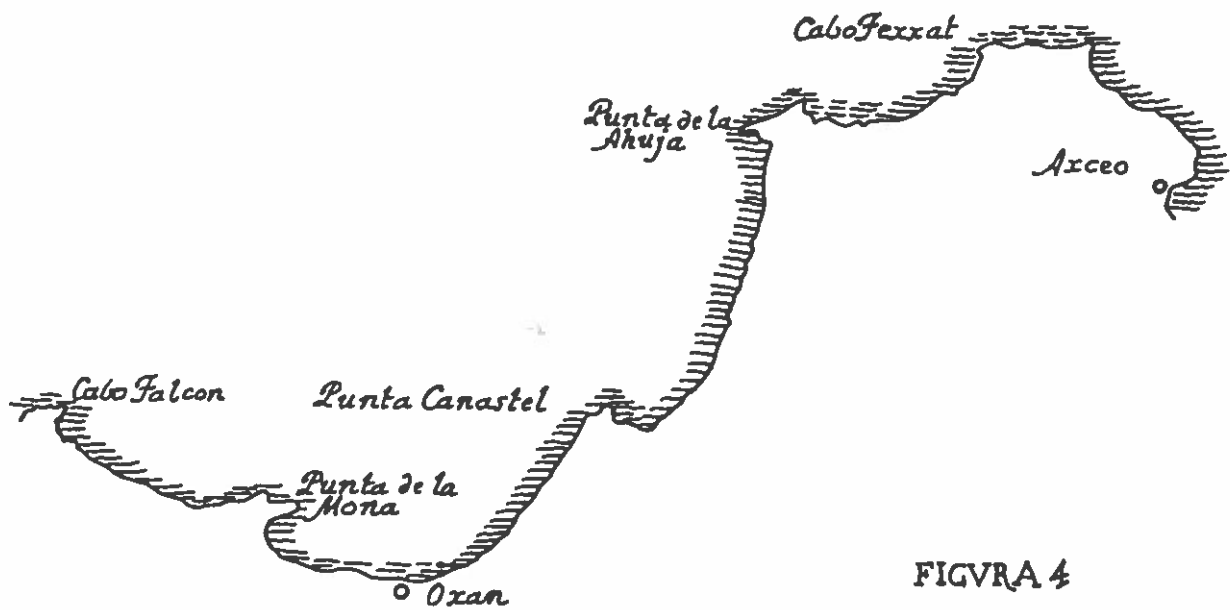 Cabo Ferrat
Punta de la
Ahuja
Arceo
Cabo Falcon
Punta Canastel
Punta de la
Mona
Oran
FIGVRA 4